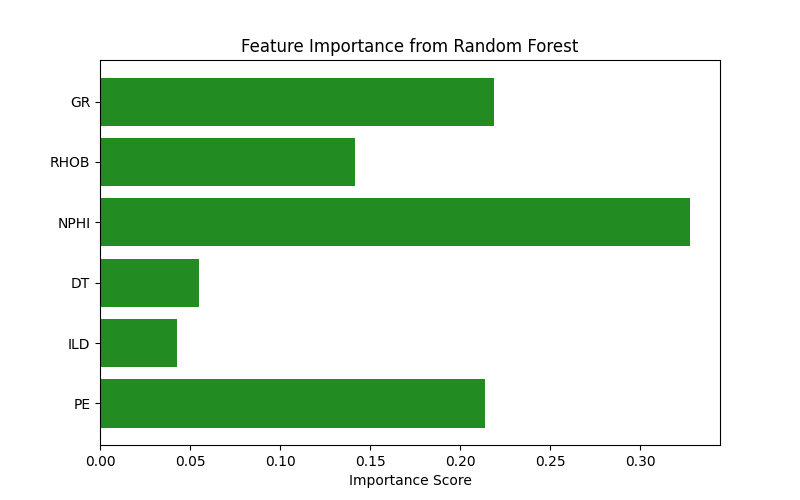 Feature Importance from Random Forest
GR
RHOB
NPHI
DT
ILD
PE
0.00 0.05 0.10 0.15 0.20 0.25 0.30
Importance Score